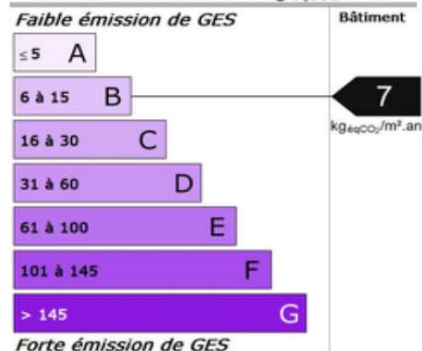 Faible émission de GES
Bâtiment
≤ 5 A
6 à 15 B
7
kgéqCO₂/m².an
16 à 30 C
31 à 60 D
61 à 100 E
101 à 145 F
> 145 G
Forte émission de GES